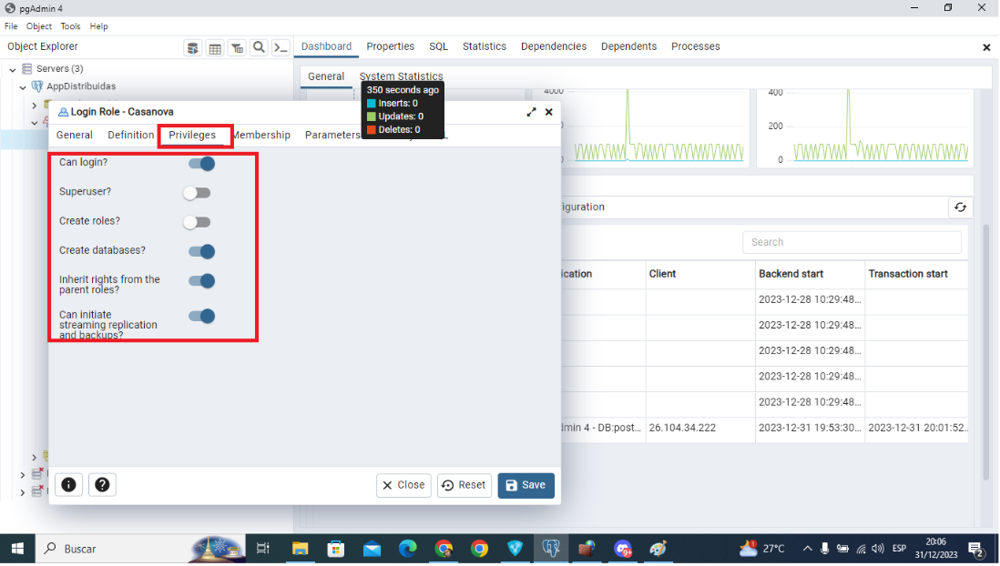 pgAdmin 4
File Object Tools Help
Object Explorer
Dashboard Properties SQL Statistics Dependencies Dependents Processes
Servers (3)
AppDistribuidas
General System Statistics
350 seconds ago
Inserts: 0
Updates: 0
Deletes: 0
4000
400
200
0
0
Login Role - Casanova
General Definition Privileges Membership Parameters
Can login?
Superuser?
Create roles?
Create databases?
Inherit rights from the
parent roles?
Can initiate
streaming replication
and backups?
Close Reset Save
iguration
Search
ication Client Backend start Transaction start
2023-12-28 10:29:48...
2023-12-28 10:29:48...
2023-12-28 10:29:48...
2023-12-28 10:29:48...
2023-12-28 10:29:48...
dmin 4 - DB:post... 26.104.34.222 2023-12-31 19:53:30... 2023-12-31 20:01:52..
Buscar
9+
1
27°C
ESP
20:06
31/12/2023
2